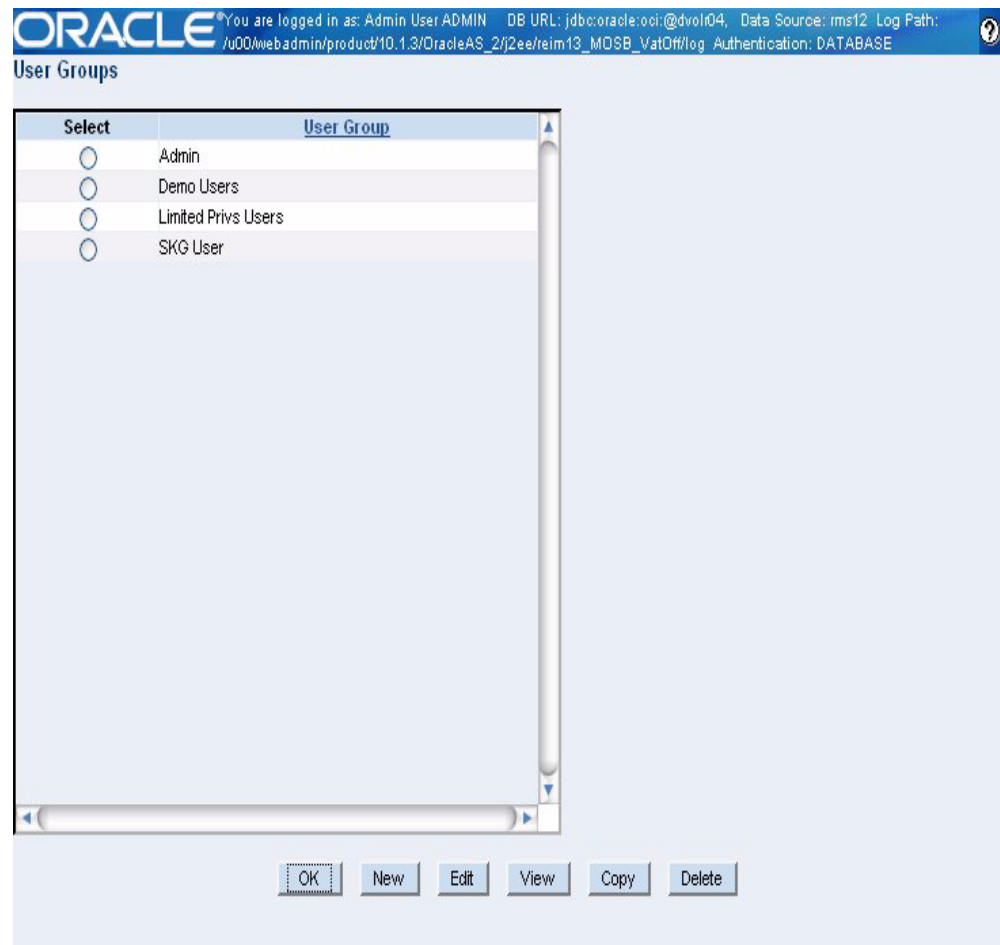 ORACLE® You are logged in as: Admin User ADMIN DB URL: jdbc:oracle:oci:@dvolr04, Data Source: rms12 Log Path:
/u00/webadmin/product/10.1.3/OracleAS_2/j2ee/reim13_MOSB_VatOff/log Authentication: DATABASE
?
User Groups
Select User Group
Admin
Demo Users
Limited Privs Users
SKG User
OK New Edit View Copy Delete